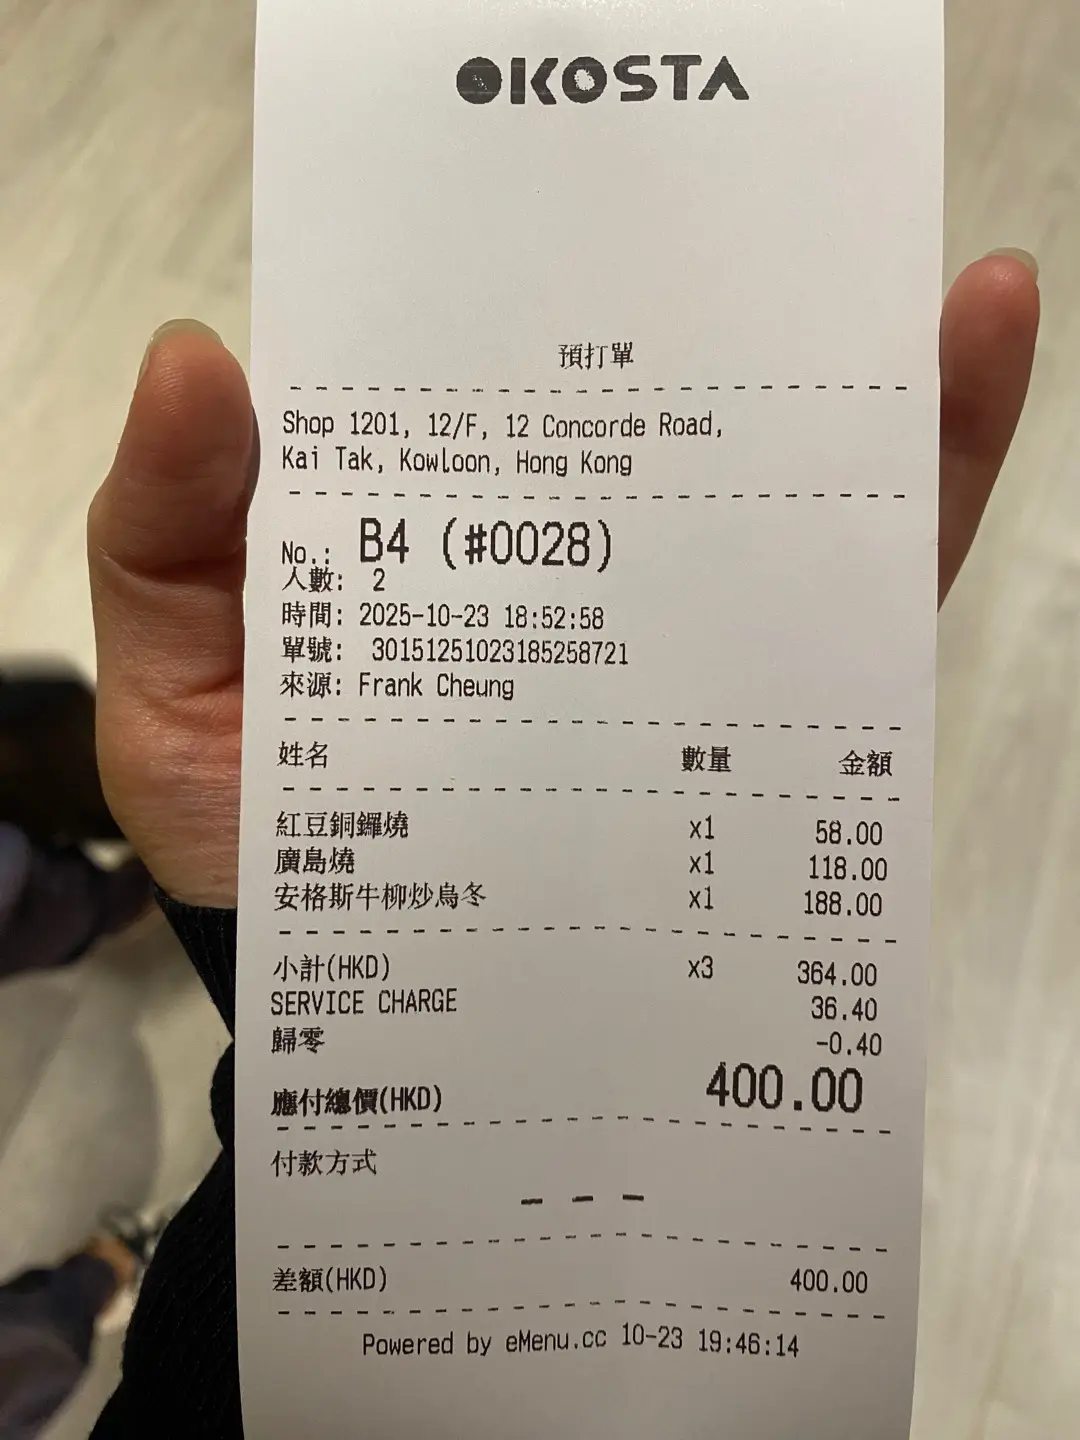 OKOSTA
預打單
Shop 1201, 12/F, 12 Concorde Road,
Kai Tak, Kowloon, Hong Kong
No.: B4 (#0028)
人數: 2
時間: 2025-10-23 18:52:58
單號: 30151251023185258721
來源: Frank Cheung
姓名 數量 金額
紅豆銅鑼燒 x1 58.00
廣島燒 x1 118.00
安格斯牛柳炒烏冬 x1 188.00
小計(HKD) x3 364.00
SERVICE CHARGE 36.40
歸零 -0.40
應付總價(HKD) 400.00
付款方式
- - -
差額(HKD) 400.00
Powered by eMenu.cc 10-23 19:46:14